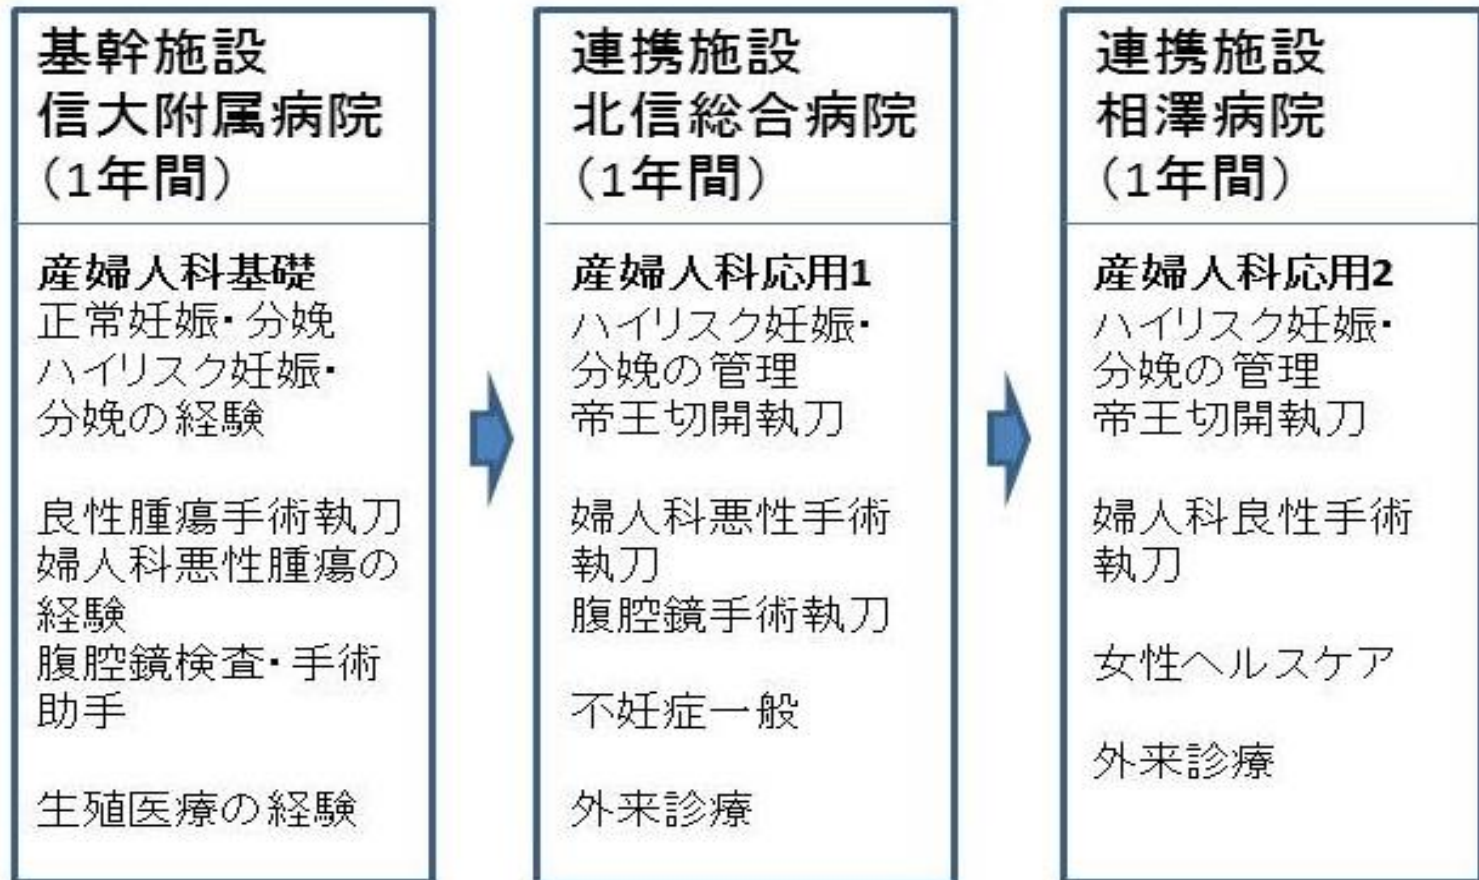 基幹施設
信大附属病院
(1年間)
産婦人科基礎
正常妊娠・分娩
ハイリスク妊娠・
分娩の経験
良性腫瘍手術執刀
婦人科悪性腫瘍の
経験
腹腔鏡検査・手術
助手
生殖医療の経験
連携施設
北信総合病院
(1年間)
産婦人科応用1
ハイリスク妊娠・
分娩の管理
帝王切開執刀
婦人科悪性手術
執刀
腹腔鏡手術執刀
不妊症一般
外来診療
連携施設
相澤病院
(1年間)
産婦人科応用2
ハイリスク妊娠・
分娩の管理
帝王切開執刀
婦人科良性手術
執刀
女性ヘルスケア
外来診療